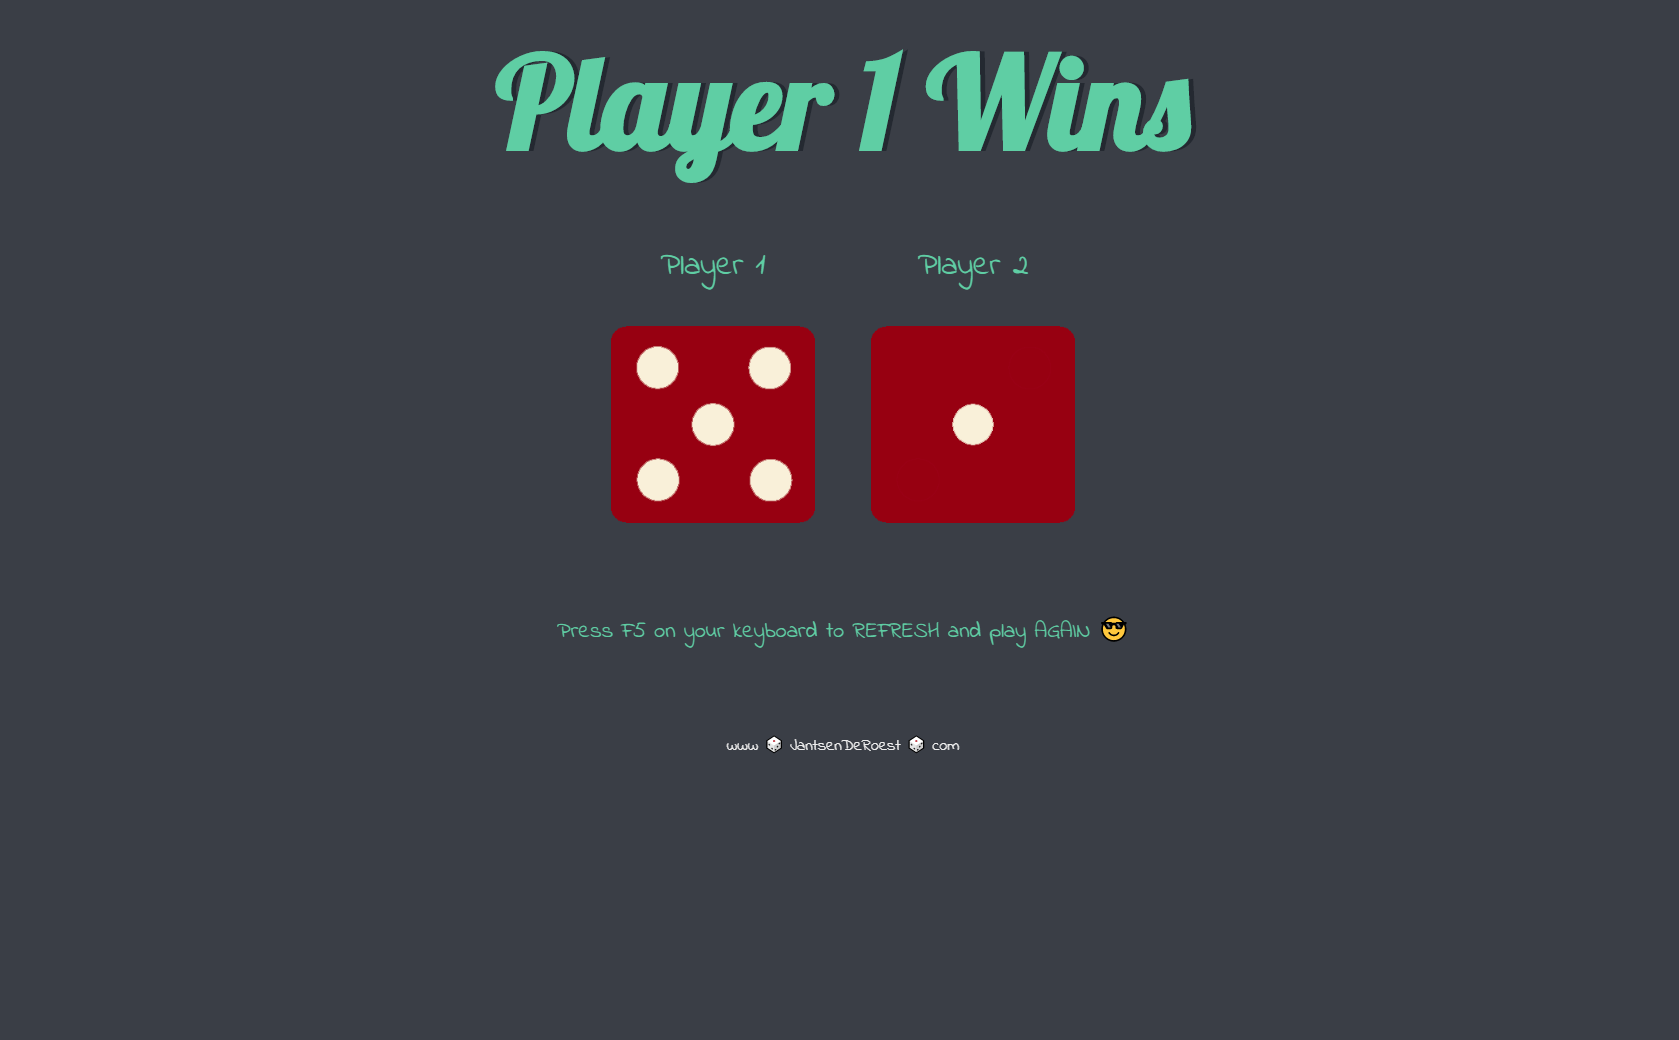 Player 1 Wins
Player 1
Player 2
Press F5 on your keyboard to REFRESH and play AGAIN 😎
www 🎲 JantsenDeRoest 🎲 com